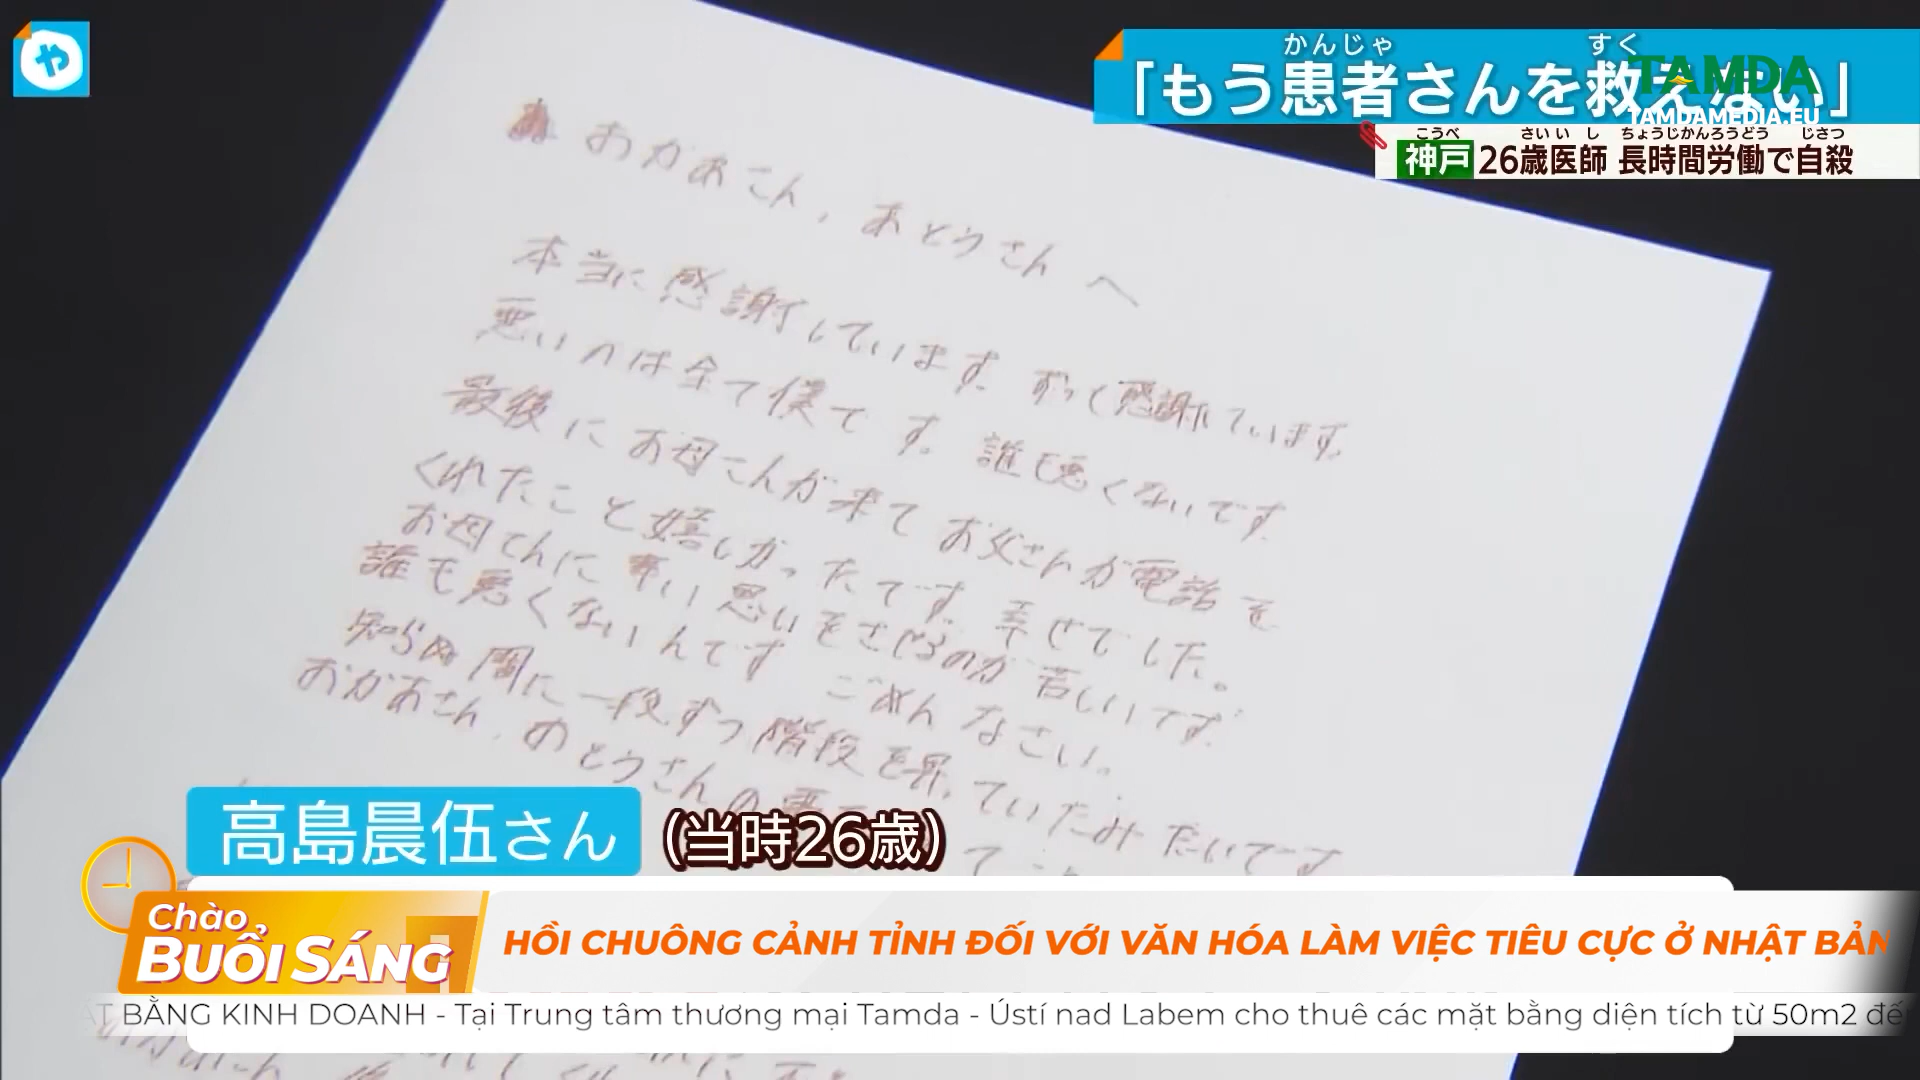 や
かんじゃ すく
「もう患者さんを救えない」
TAMDA
TAMDAMEDIA.EU
こうべ さいいし ちょうじかんろうどう じさつ
神戸 26歳医師 長時間労働で自殺
おかあさん、おとうさんへ
本当に感謝しています。ずっと感謝しています。
悪いのは全て僕です。誰も悪くないです。
最後にお母さんが来てお父さんが電話を
くれたこと嬉しかったです。幸せでした。
お母さんに辛い思いをさせるのが苦しいです。
誰も悪くないんです ごめんなさい。
知らぬ間に一段ずつ階段を昇っていたみたいです
おかあさん、おとうさんの
高島晨伍さん (当時26歳)
Chào
BUỔI SÁNG
HỒI CHUÔNG CẢNH TỈNH ĐỐI VỚI VĂN HÓA LÀM VIỆC TIÊU CỰC Ở NHẬT BẢN
BẰNG KINH DOANH - Tại Trung tâm thương mại Tamda - Ústí nad Labem cho thuê các mặt bằng diện tích từ 50m2